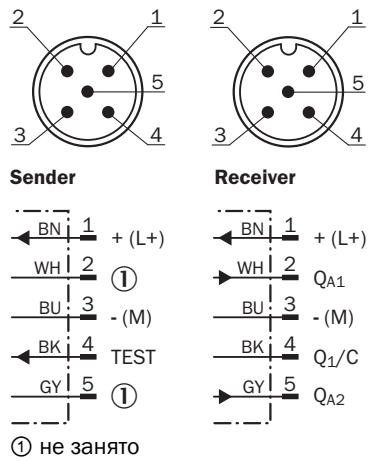 2 1 2 1
5 5
3 4 3 4
Sender Receiver
BN 1 + (L+) BN 1 + (L+)
WH 2 ① WH 2 QA1
BU 3 - (M) BU 3 - (M)
BK 4 TEST BK 4 Q1/C
GY 5 ① GY 5 QA2
① не занято